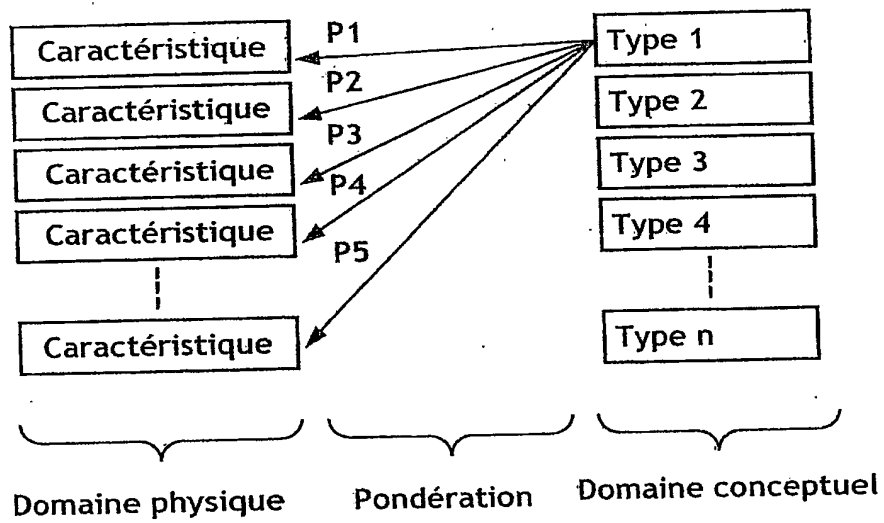 Caractéristique
P1
Type 1
Caractéristique
P2
Type 2
Caractéristique
P3
Type 3
Caractéristique
P4
Type 4
P5
Caractéristique
Type n
Domaine physique
Pondération
Domaine conceptuel